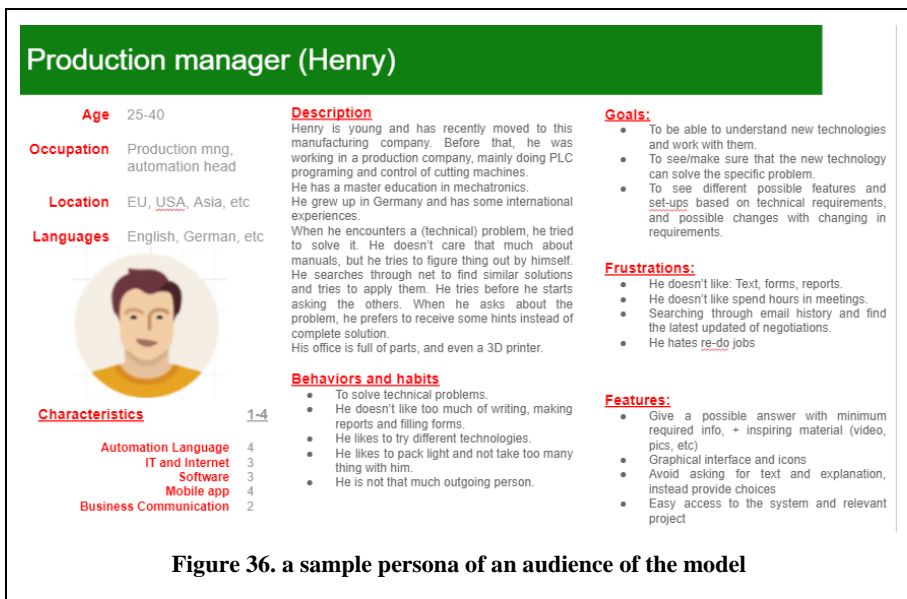 Production manager (Henry)
Age 25-40
Occupation Production mng,
automation head
Location EU, USA, Asia, etc
Languages English, German, etc
Characteristics 1-4
Automation Language 4
IT and Internet 3
Software 3
Mobile app 4
Business Communication 2
Description
Henry is young and has recently moved to this
manufacturing company. Before that, he was
working in a production company, mainly doing PLC
programing and control of cutting machines.
He has a master education in mechatronics.
He grew up in Germany and has some international
experiences.
When he encounters a (technical) problem, he tried
to solve it. He doesn't care that much about
manuals, but he tries to figure thing out by himself.
He searches through net to find similar solutions
and tries to apply them. He tries before he starts
asking the others. When he asks about the
problem, he prefers to receive some hints instead of
complete solution.
His office is full of parts, and even a 3D printer.
Behaviors and habits
● To solve technical problems.
● He doesn't like too much of writing, making
reports and filling forms.
● He likes to try different technologies.
● He likes to pack light and not take too many
thing with him.
● He is not that much outgoing person.
Goals:
● To be able to understand new technologies
and work with them.
● To see/make sure that the new technology
can solve the specific problem.
● To see different possible features and
set-ups based on technical requirements,
and possible changes with changing in
requirements.
Frustrations:
● He doesn't like: Text, forms, reports.
● He doesn't like spend hours in meetings.
● Searching through email history and find
the latest updated of negotiations.
● He hates re-do jobs
Features:
● Give a possible answer with minimum
required info, + inspiring material (video,
pics, etc)
● Graphical interface and icons
● Avoid asking for text and explanation,
instead provide choices
● Easy access to the system and relevant
project
Figure 36. a sample persona of an audience of the model